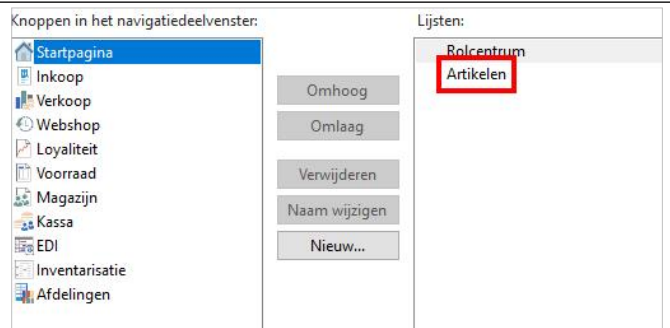 Knoppen in het navigatiedeelvenster:
Startpagina
Inkoop
Verkoop
Webshop
Loyaliteit
Voorraad
Magazijn
Kassa
EDI
Inventarisatie
Afdelingen
Omhoog
Omlaag
Verwijderen
Naam wijzigen
Nieuw...
Lijsten:
Rolcentrum
Artikelen